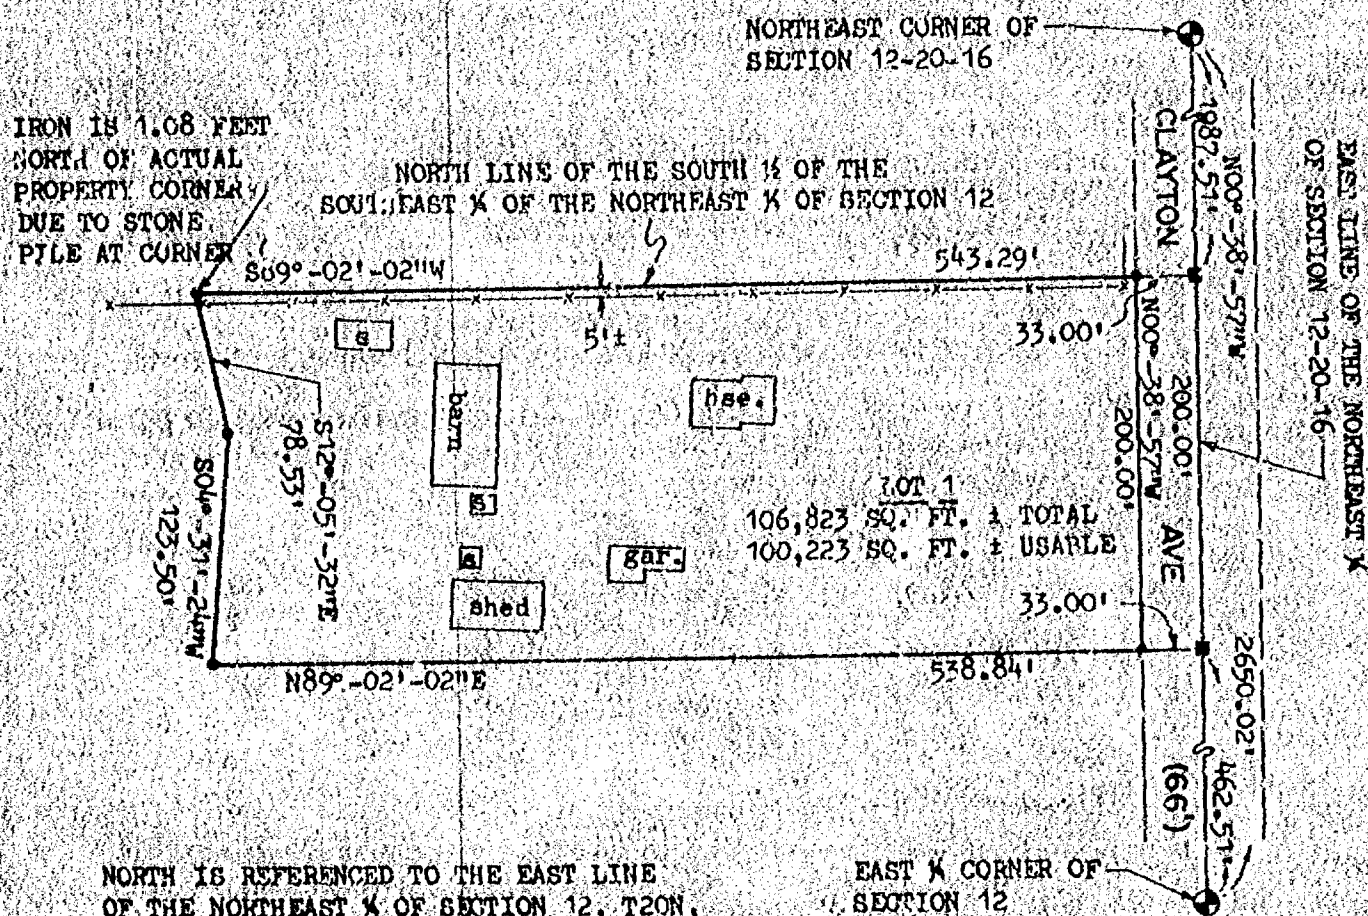 NORTHEAST CORNER OF
SECTION 12-20-16
IRON IS 1.08 FEET
NORTH OF ACTUAL
PROPERTY CORNER
DUE TO STONE
PILE AT CORNER
NORTH LINE OF THE SOUTH ½ OF THE
SOUTHEAST ¼ OF THE NORTHEAST ¼ OF SECTION 12
S89°-02'-02"W
543.29'
5'±
33.00'
CLAYTON
1987.51'
N00°-38'-57"W
EAST LINE OF THE NORTHEAST ¼
OF SECTION 12-20-16
200.00'
N00°-38'-57"W
200.00'
AVE
s
barn
hse.
S12°-05'-32"E
78.53'
S
LOT 1
106,823 SQ. FT. ± TOTAL
100,223 SQ. FT. ± USABLE
s
gar.
shed
33.00'
S04°-31'-24"W
123.50'
N89°-02'-02"E
538.84'
2650.02'
462.51'
(66')
NORTH IS REFERENCED TO THE EAST LINE
OF THE NORTHEAST ¼ OF SECTION 12, T20N,
EAST ¼ CORNER OF
SECTION 12